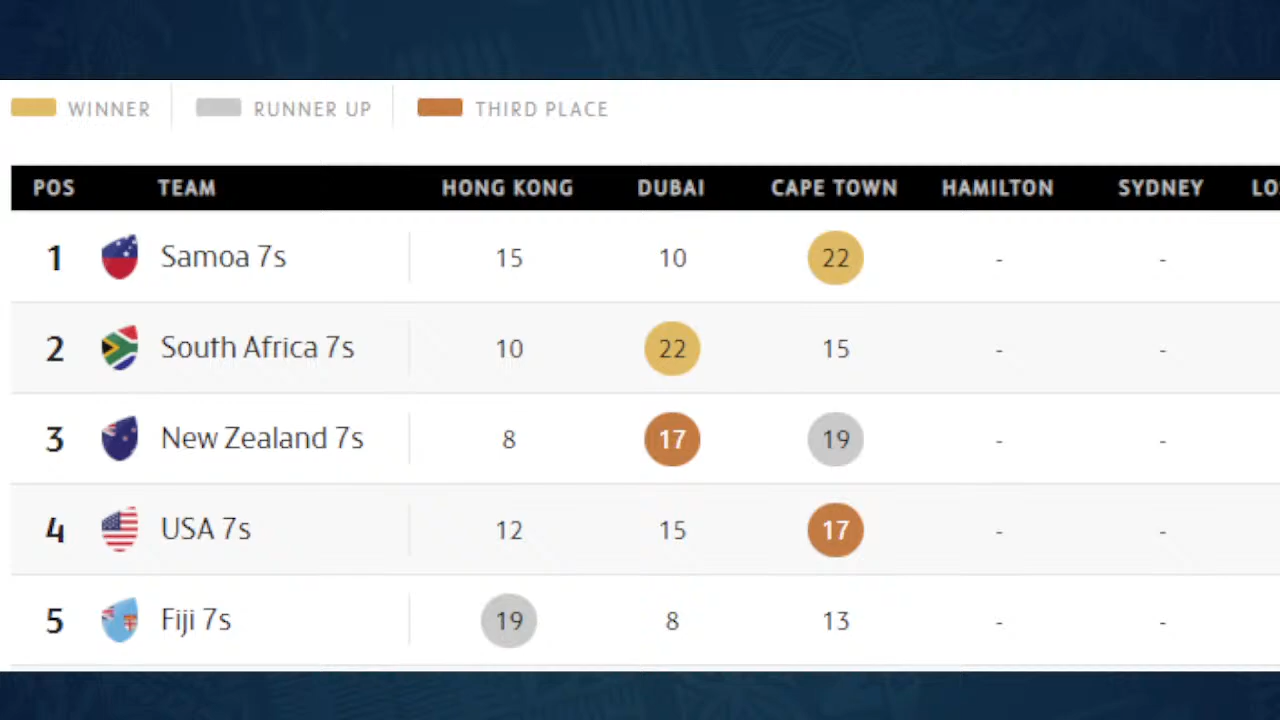 WINNER RUNNER UP THIRD PLACE
POS TEAM HONG KONG DUBAI CAPE TOWN HAMILTON SYDNEY LO
1 Samoa 7s 15 10 22 - -
2 South Africa 7s 10 22 15 - -
3 New Zealand 7s 8 17 19 - -
4 USA 7s 12 15 17 - -
5 Fiji 7s 19 8 13 - -